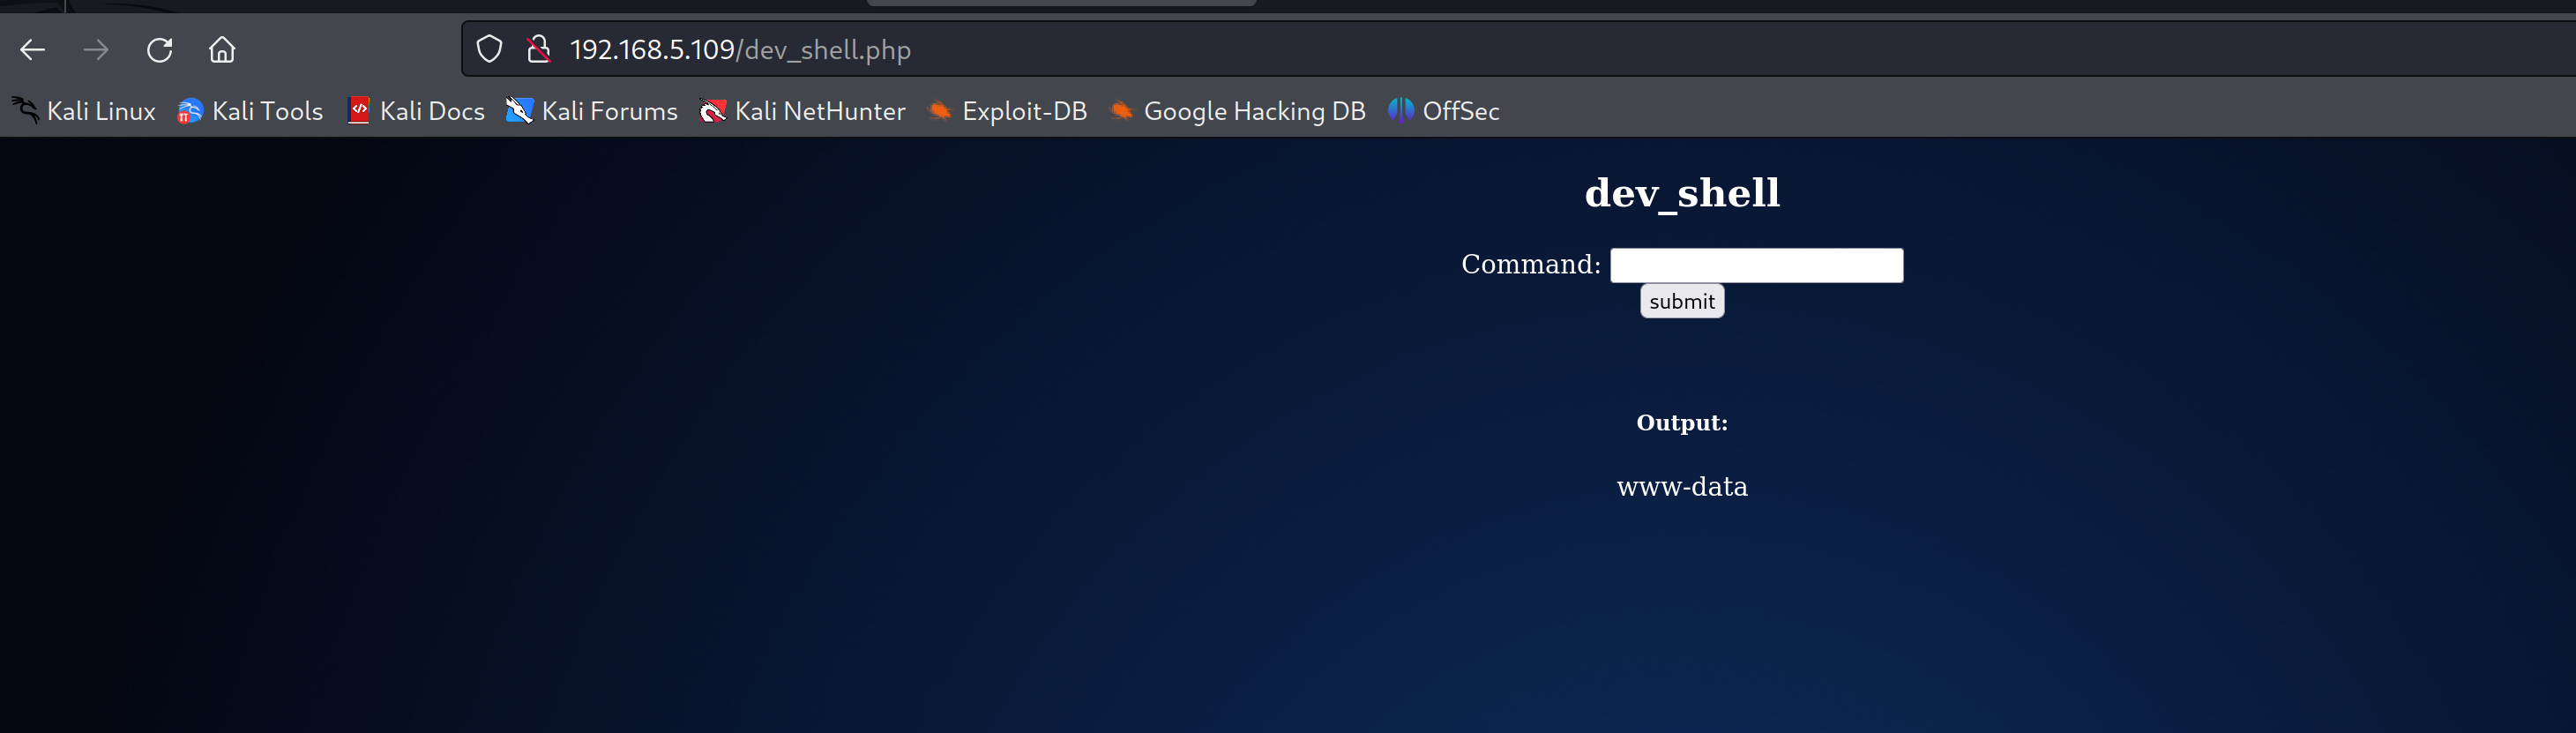 192.168.5.109/dev_shell.php
Kali Linux Kali Tools Kali Docs Kali Forums Kali NetHunter Exploit-DB Google Hacking DB OffSec
dev_shell
Command:
submit
Output:
www-data